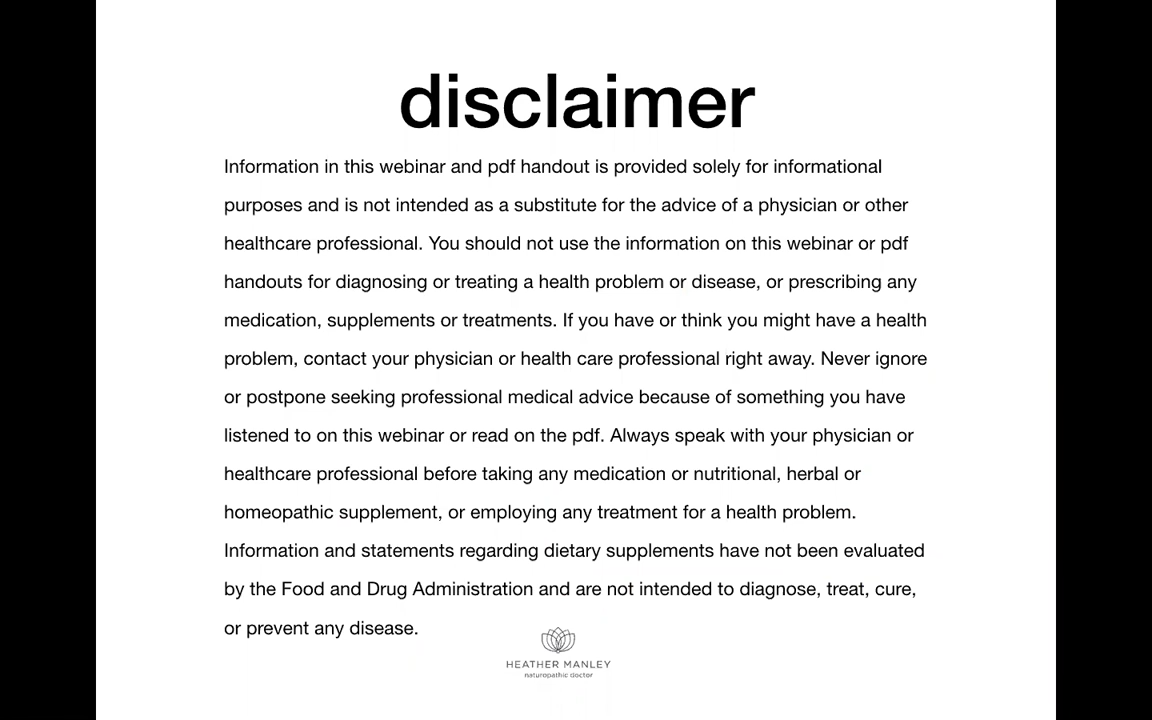 disclaimer
Information in this webinar and pdf handout is provided solely for informational
purposes and is not intended as a substitute for the advice of a physician or other
healthcare professional. You should not use the information on this webinar or pdf
handouts for diagnosing or treating a health problem or disease, or prescribing any
medication, supplements or treatments. If you have or think you might have a health
problem, contact your physician or health care professional right away. Never ignore
or postpone seeking professional medical advice because of something you have
listened to on this webinar or read on the pdf. Always speak with your physician or
healthcare professional before taking any medication or nutritional, herbal or
homeopathic supplement, or employing any treatment for a health problem.
Information and statements regarding dietary supplements have not been evaluated
by the Food and Drug Administration and are not intended to diagnose, treat, cure,
or prevent any disease.
HEATHER MANLEY
naturopathic doctor